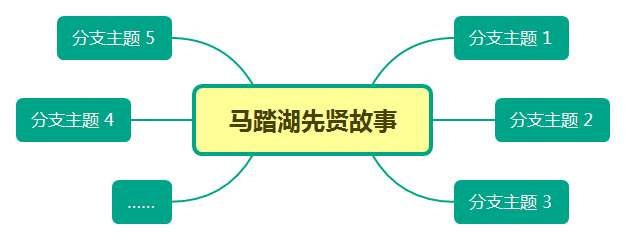 分支主题 5
分支主题 1
马踏湖先贤故事
分支主题 4
分支主题 2
......
分支主题 3